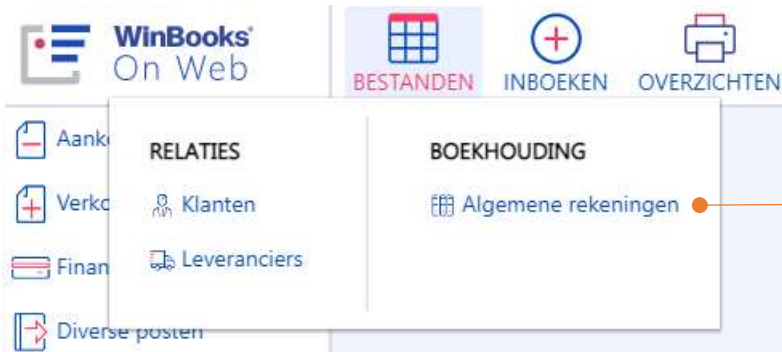 WinBooks
On Web
BESTANDEN INBOEKEN OVERZICHTEN
RELATIES
Klanten
Leveranciers
BOEKHOUDING
Algemene rekeningen
Diverse posten